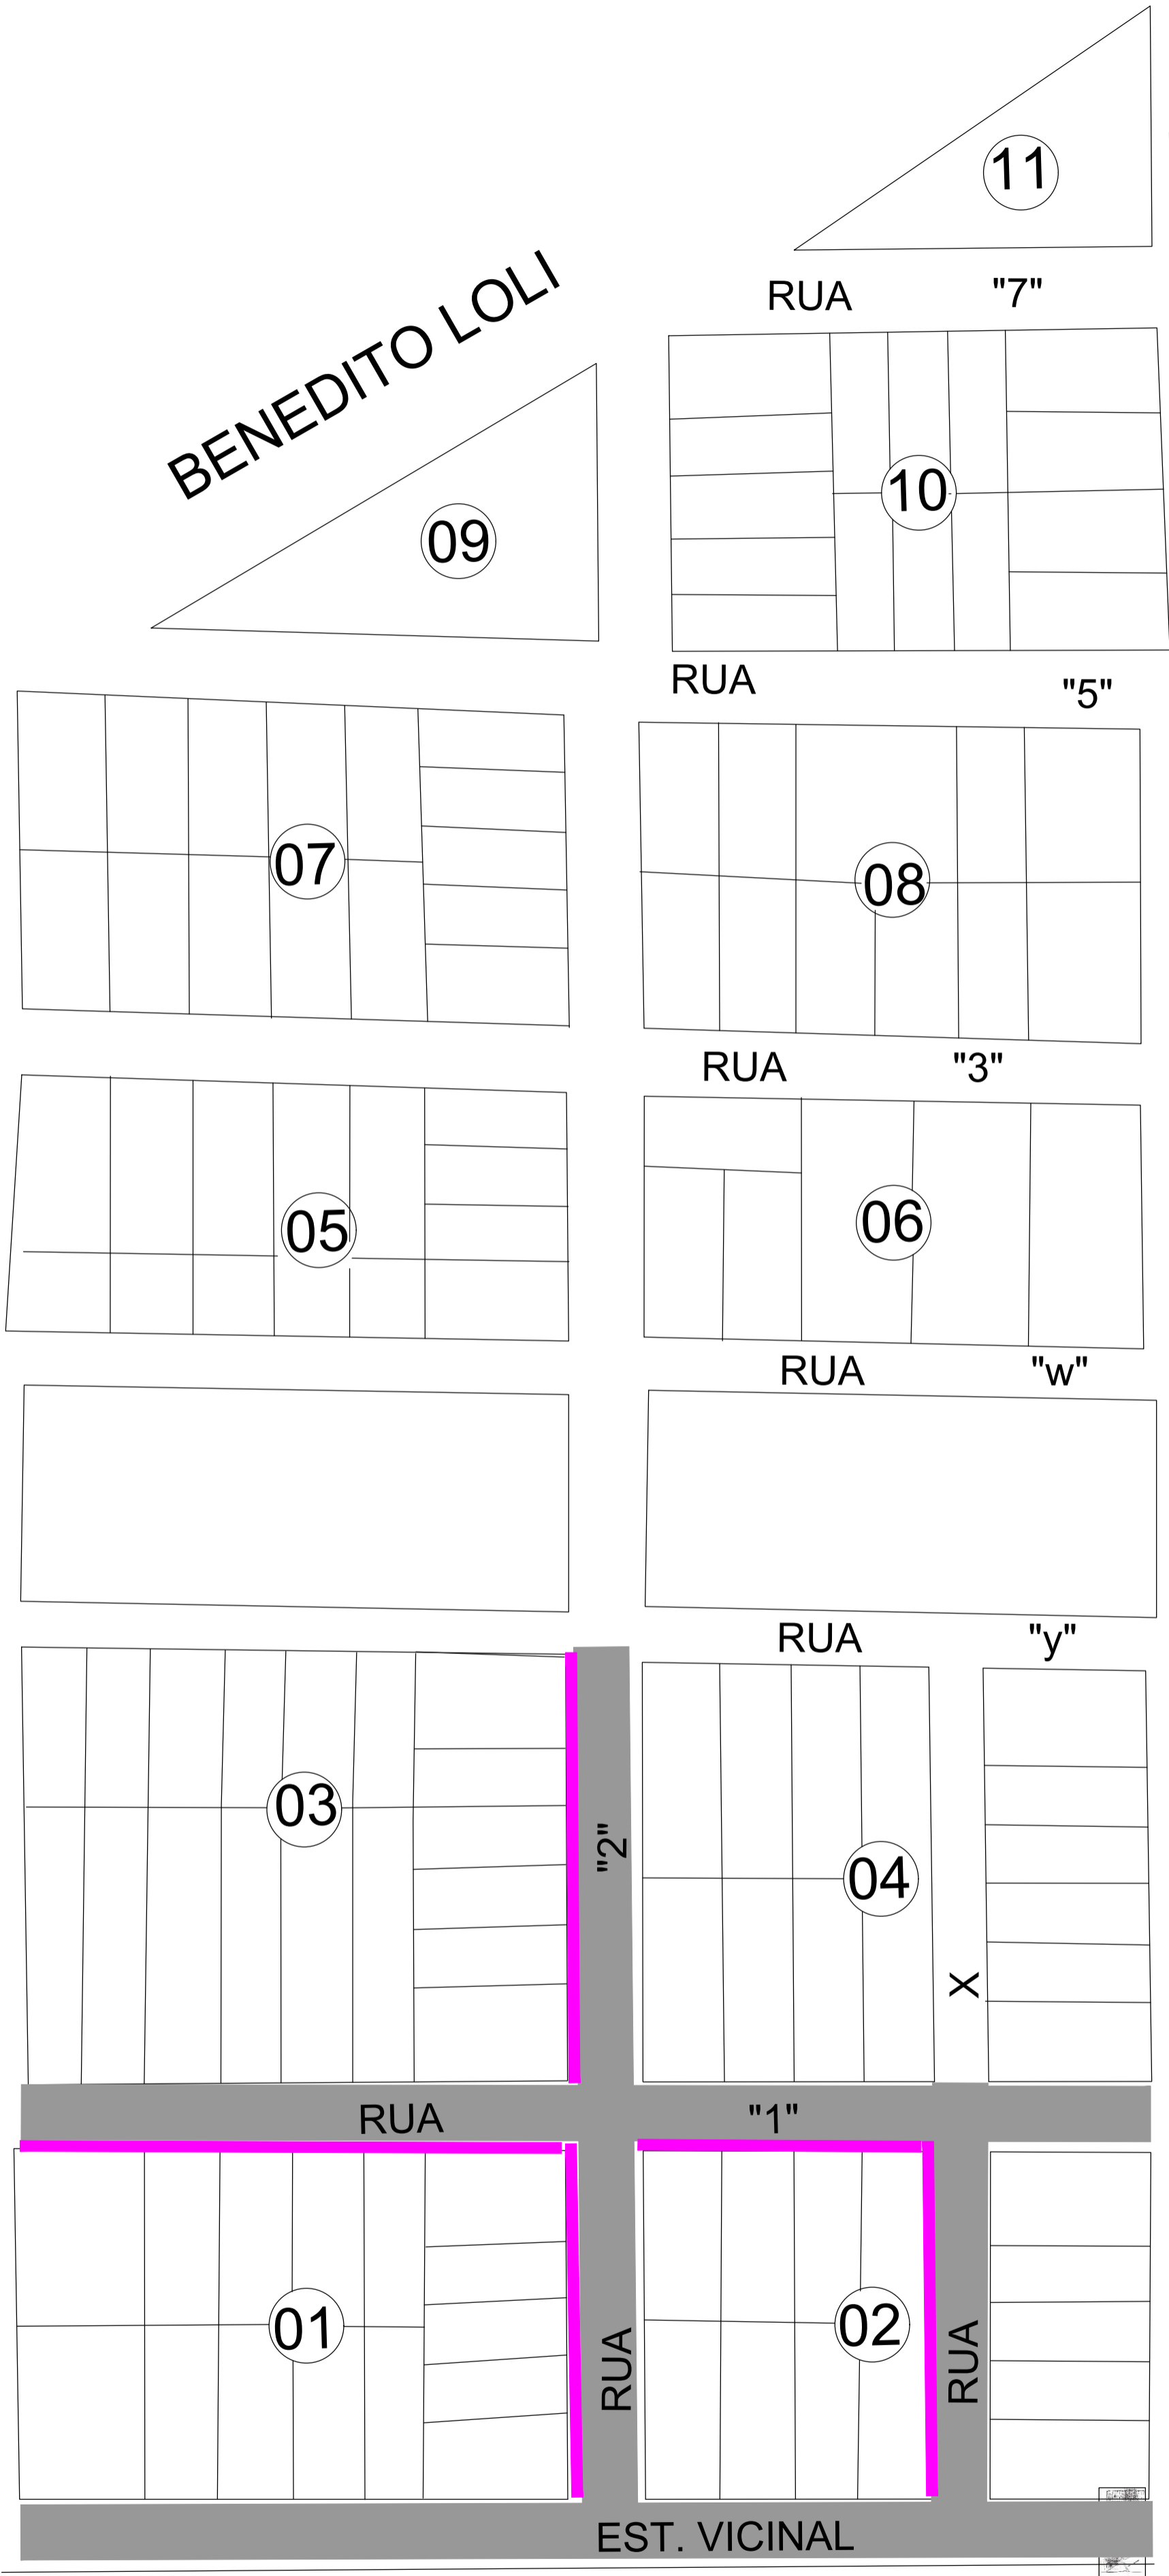 11
RUA "7"
BENEDITO LOLI
10
09
RUA "5"
07
08
RUA "3"
05
06
RUA "w"
RUA "y"
03
"2"
04
X
RUA "1"
01
02
RUA
RUA
EST. VICINAL